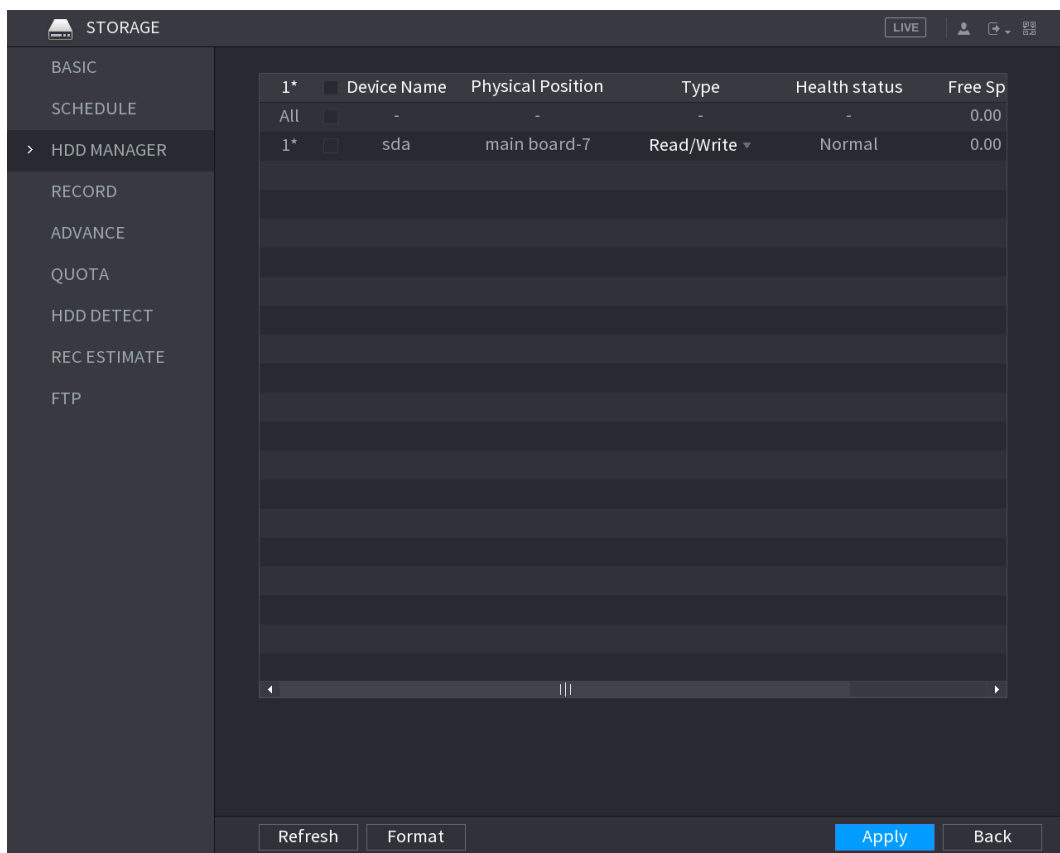 STORAGE LIVE
BASIC
SCHEDULE
HDD MANAGER
RECORD
ADVANCE
QUOTA
HDD DETECT
REC ESTIMATE
FTP
1* Device Name Physical Position Type Health status Free Sp
All - - - - 0.00
1* sda main board-7 Read/Write Normal 0.00
Refresh Format Apply Back